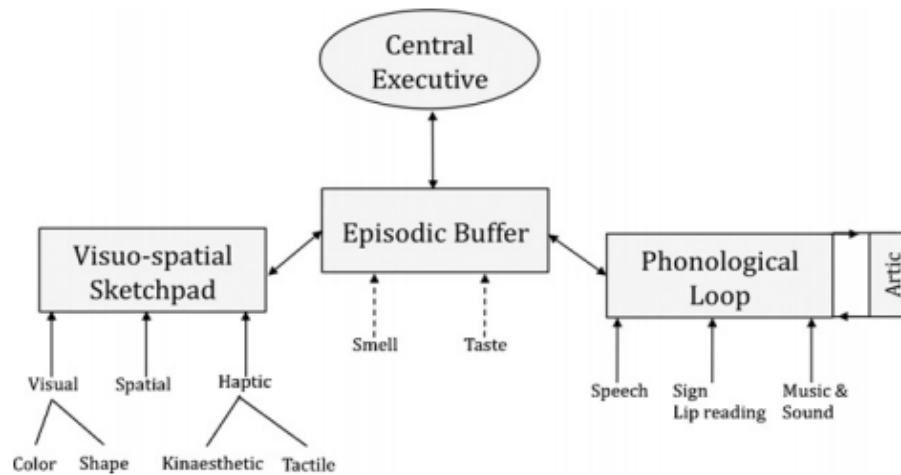 Central
Executive
Episodic Buffer
Visuo-spatial
Sketchpad
Phonological
Loop
Artic
Smell
Taste
Visual
Spatial
Haptic
Speech
Sign
Lip reading
Music &
Sound
Color
Shape
Kinaesthetic
Tactile